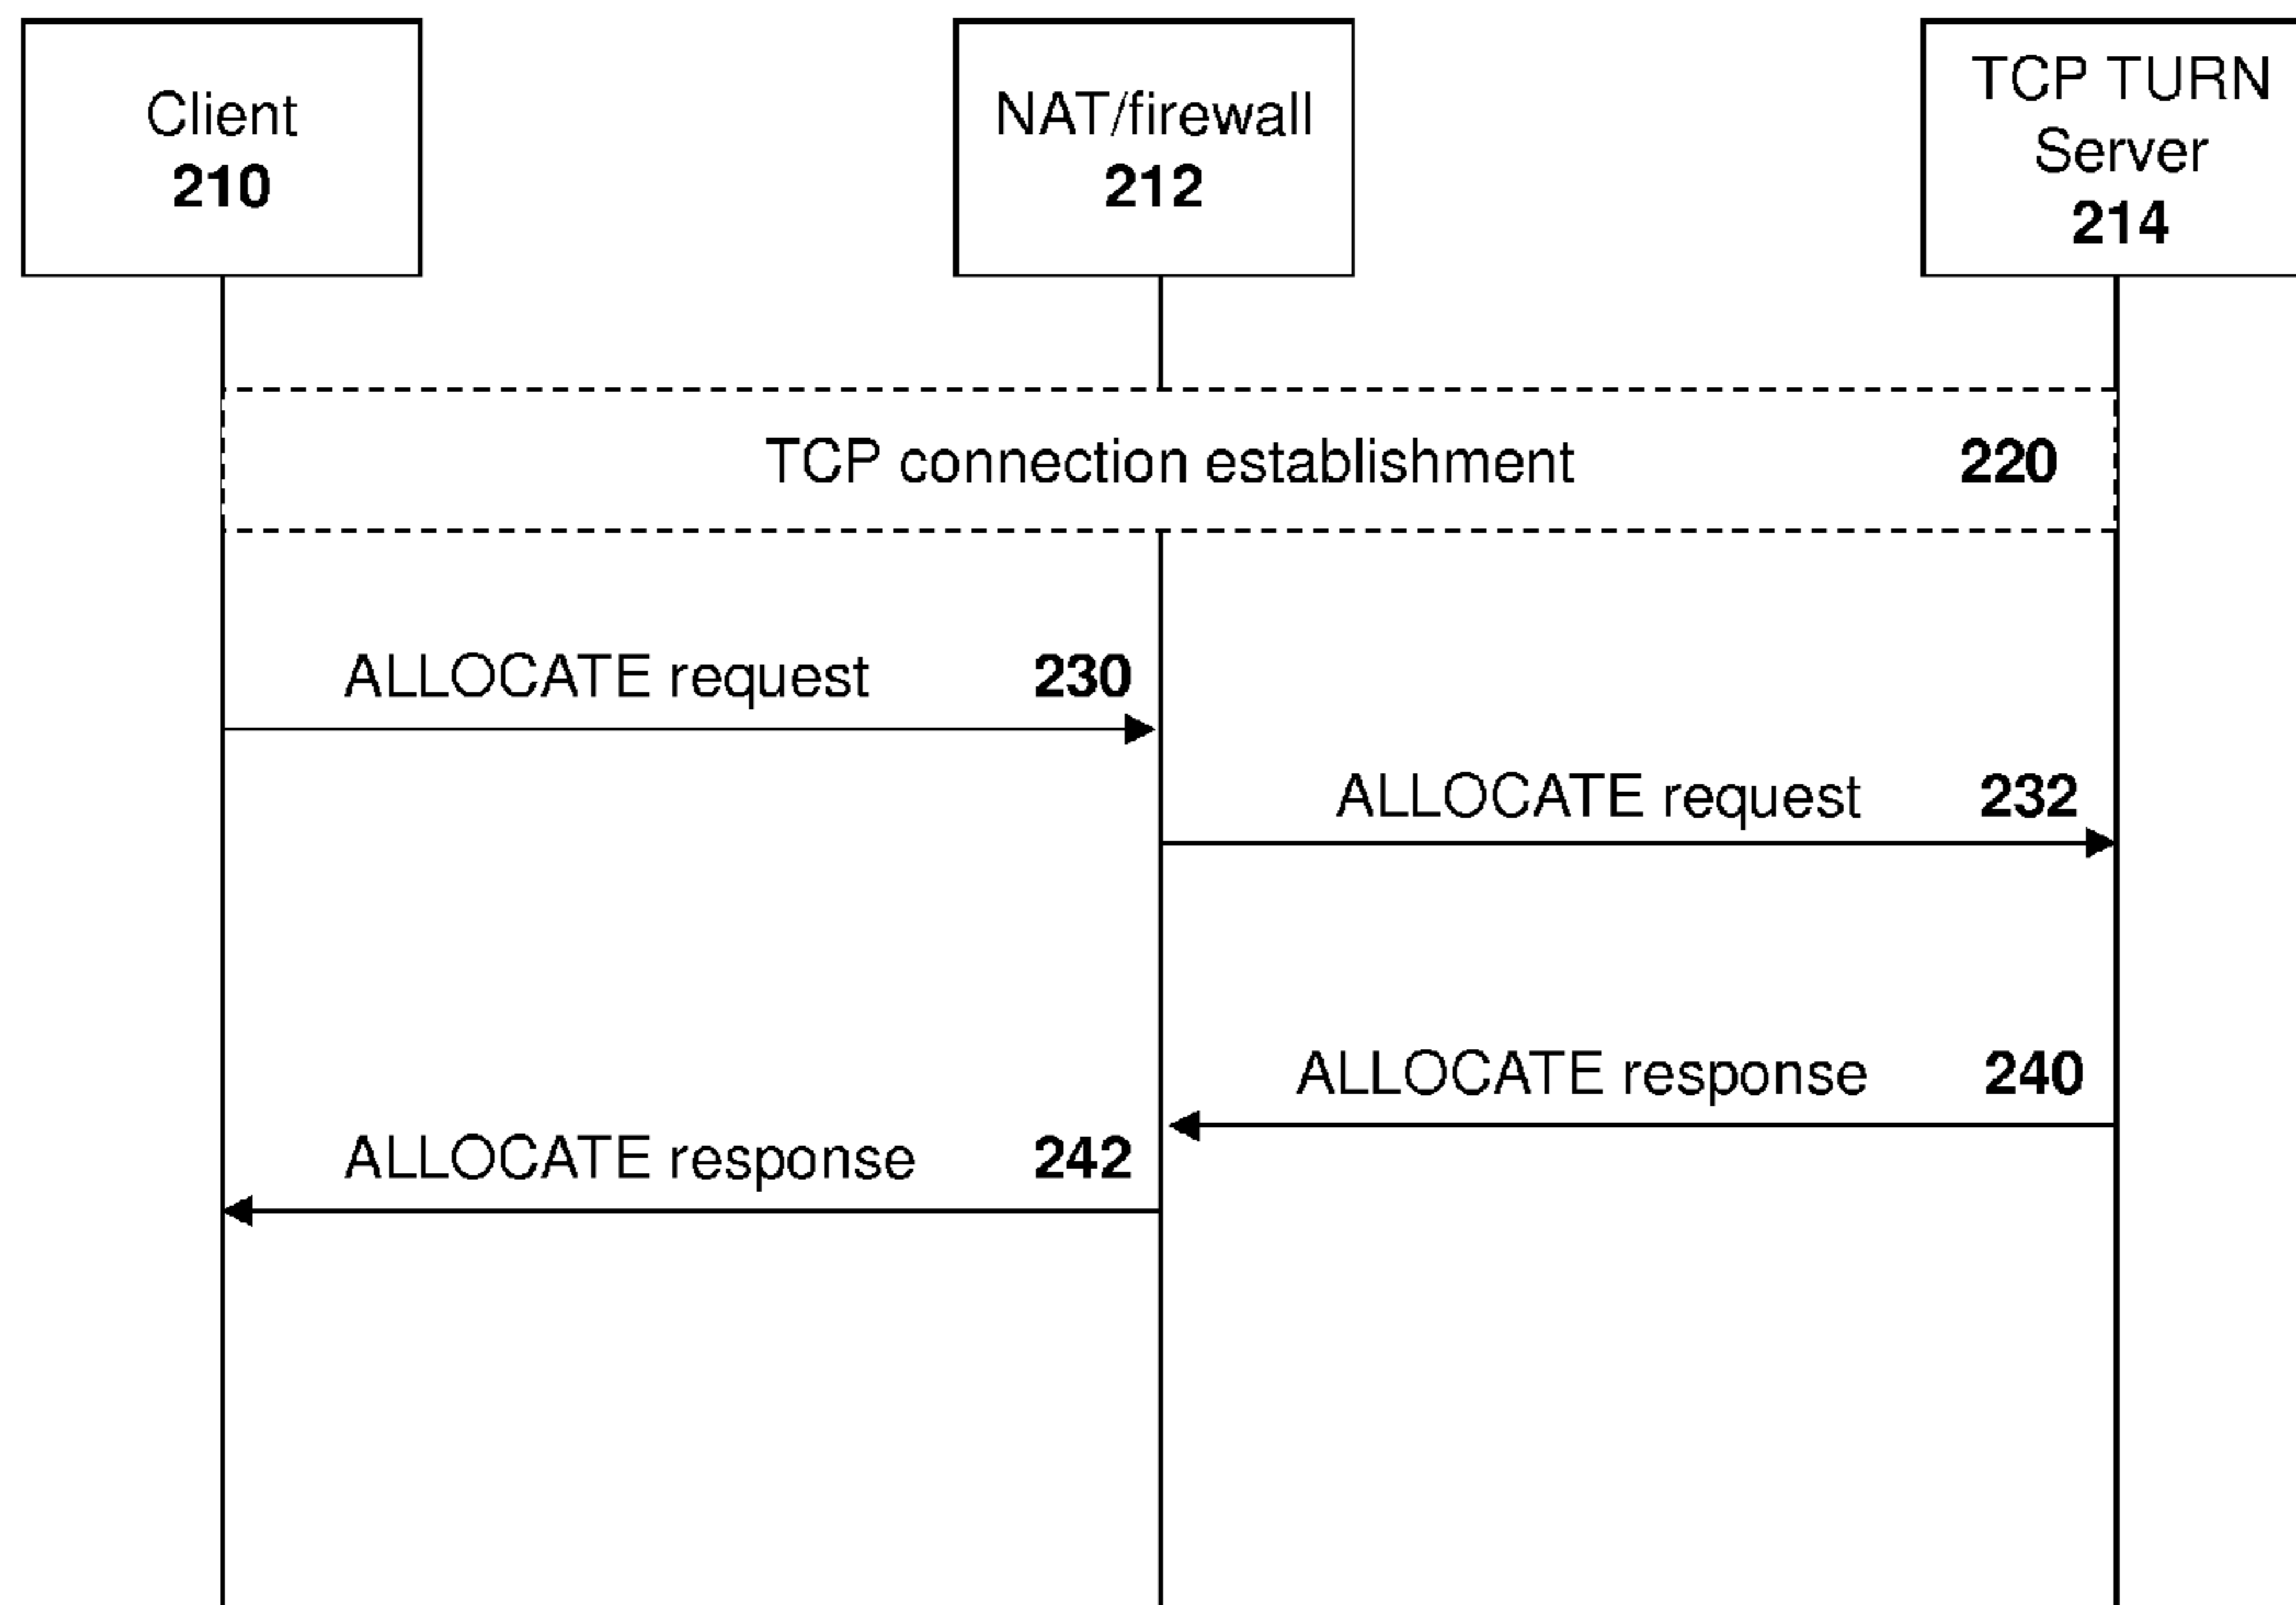 Client
210
NAT/firewall
212
TCP TURN
Server
214
TCP connection establishment 220
ALLOCATE request 230
ALLOCATE request 232
ALLOCATE response 240
ALLOCATE response 242